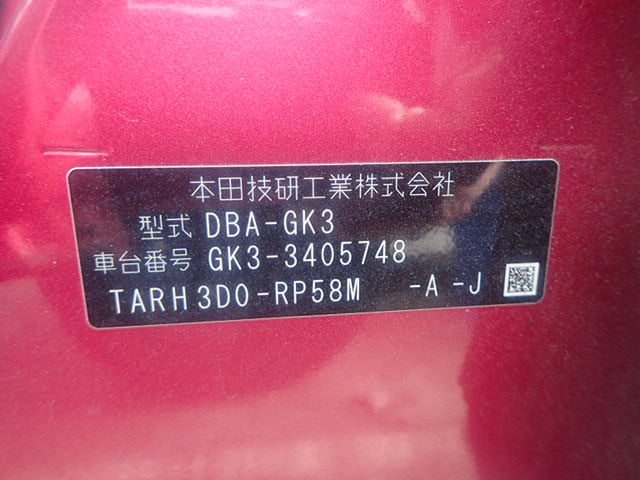 本田技研工業株式会社
型式 DBA-GK3
車台番号 GK3-3405748
TARH3D0-RP58M -A -J